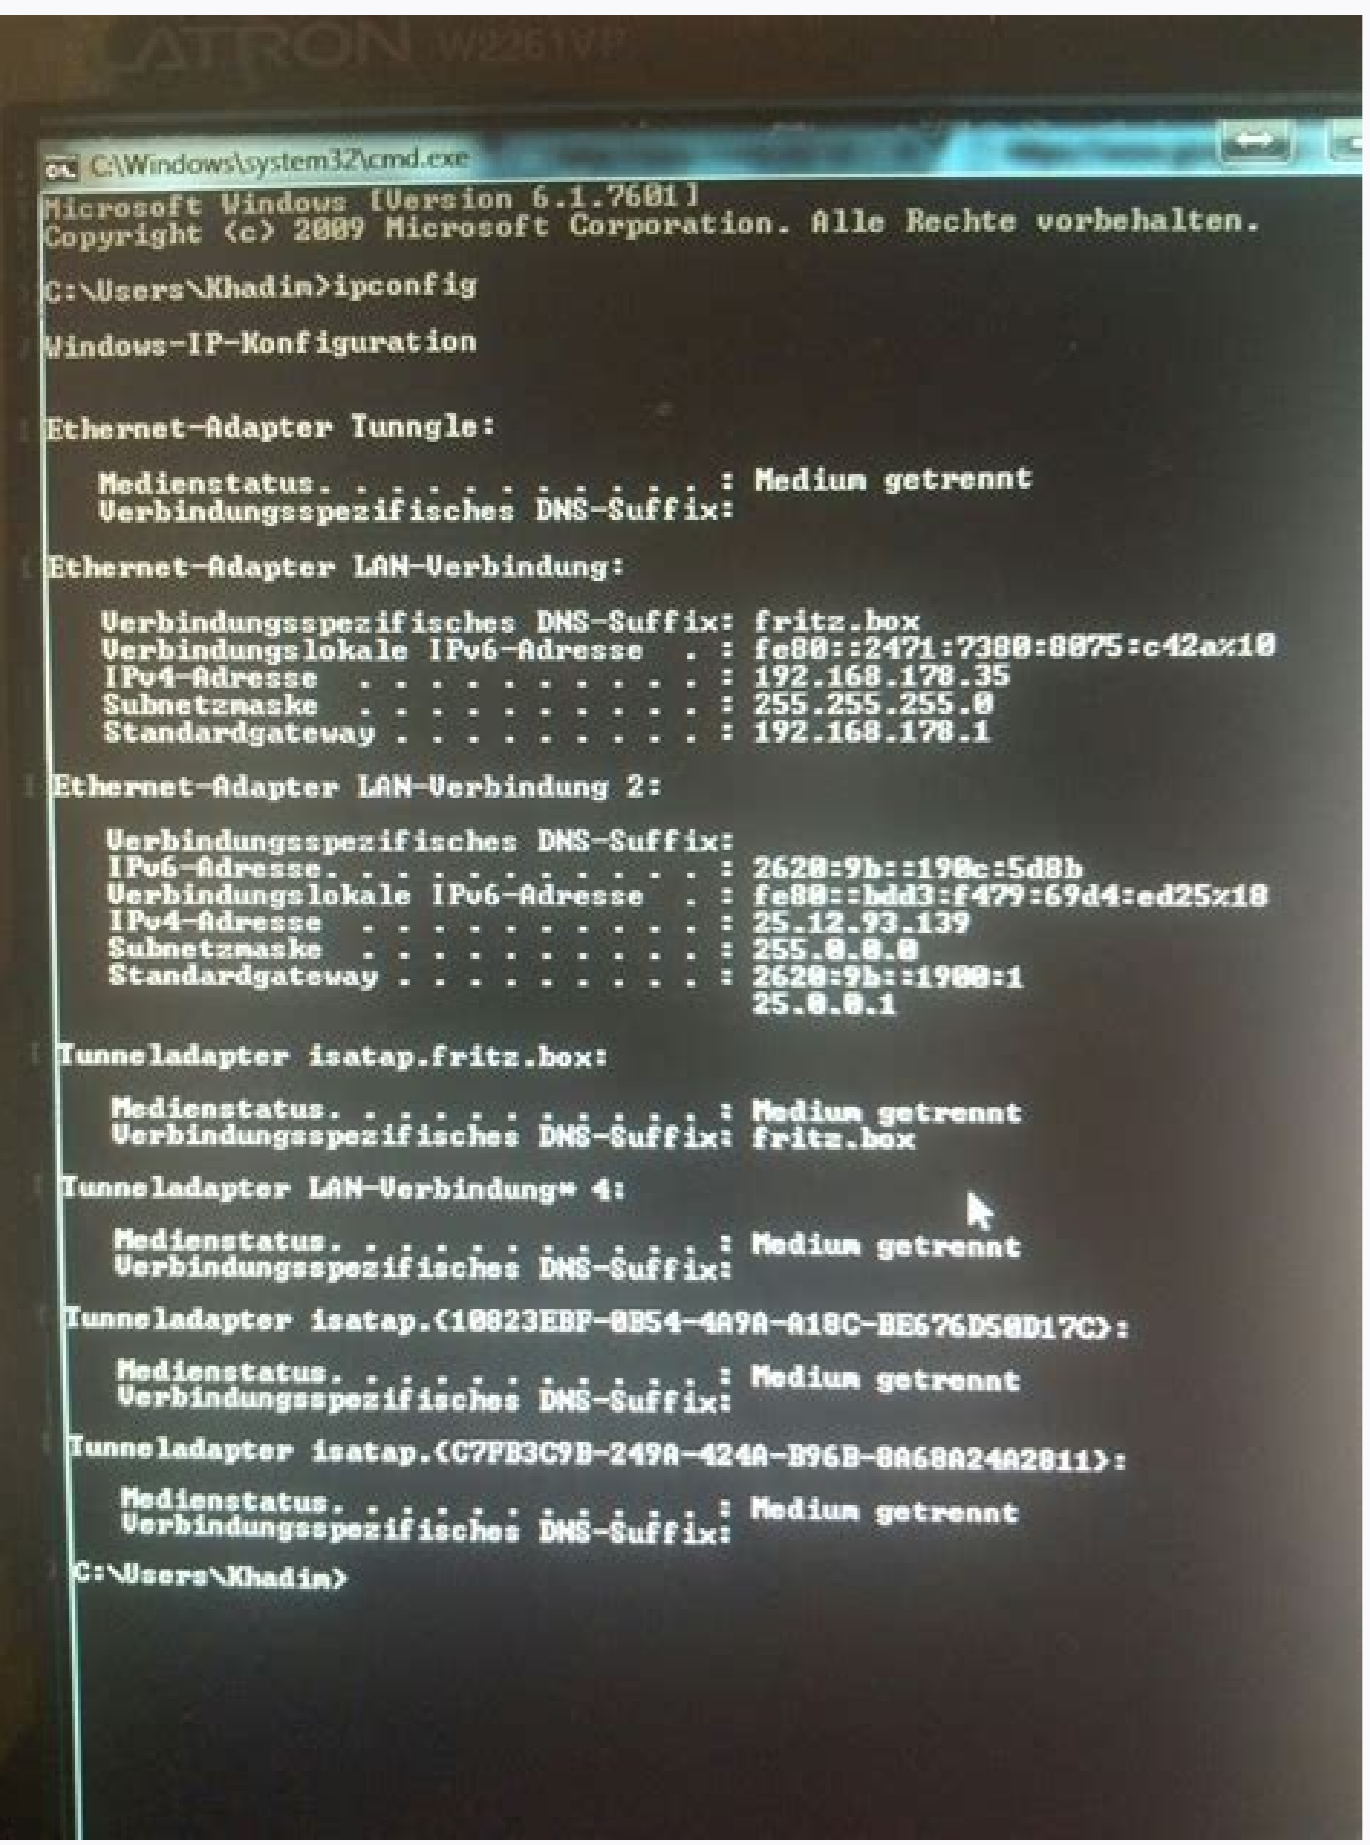 LATRON W2261VP
C:\Windows\system32\cmd.exe
Microsoft Windows [Version 6.1.7601]
Copyright (c) 2009 Microsoft Corporation. Alle Rechte vorbehalten.
C:\Users\Khadim>ipconfig
Windows-IP-Konfiguration
Ethernet-Adapter Tunngle:
Medienstatus. . . . . . . . . . . : Medium getrennt
Verbindungsspezifisches DNS-Suffix:
Ethernet-Adapter LAN-Verbindung:
Verbindungsspezifisches DNS-Suffix: fritz.box
Verbindungslokale IPv6-Adresse  . : fe80::2471:7380:8075:c42a%10
IPv4-Adresse  . . . . . . . . . . : 192.168.178.35
Subnetzmaske  . . . . . . . . . . : 255.255.255.0
Standardgateway . . . . . . . . . : 192.168.178.1
Ethernet-Adapter LAN-Verbindung 2:
Verbindungsspezifisches DNS-Suffix:
IPv6-Adresse. . . . . . . . . . . : 2620:9b::190c:5d8b
Verbindungslokale IPv6-Adresse  . : fe80::bdd3:f479:69d4:ed25%18
IPv4-Adresse  . . . . . . . . . . : 25.12.93.139
Subnetzmaske  . . . . . . . . . . : 255.0.0.0
Standardgateway . . . . . . . . . : 2620:9b::1900:1
25.0.0.1
Tunneladapter isatap.fritz.box:
Medienstatus. . . . . . . . . . . : Medium getrennt
Verbindungsspezifisches DNS-Suffix: fritz.box
Tunneladapter LAN-Verbindung* 4:
Medienstatus. . . . . . . . . . . : Medium getrennt
Verbindungsspezifisches DNS-Suffix:
Tunneladapter isatap.{10823EBF-0B54-4A9A-A18C-BE676D50D17C}:
Medienstatus. . . . . . . . . . . : Medium getrennt
Verbindungsspezifisches DNS-Suffix:
Tunneladapter isatap.{C7FB3C9B-249A-424A-B96B-8A68A24A2811}:
Medienstatus. . . . . . . . . . . : Medium getrennt
Verbindungsspezifisches DNS-Suffix:
C:\Users\Khadim>